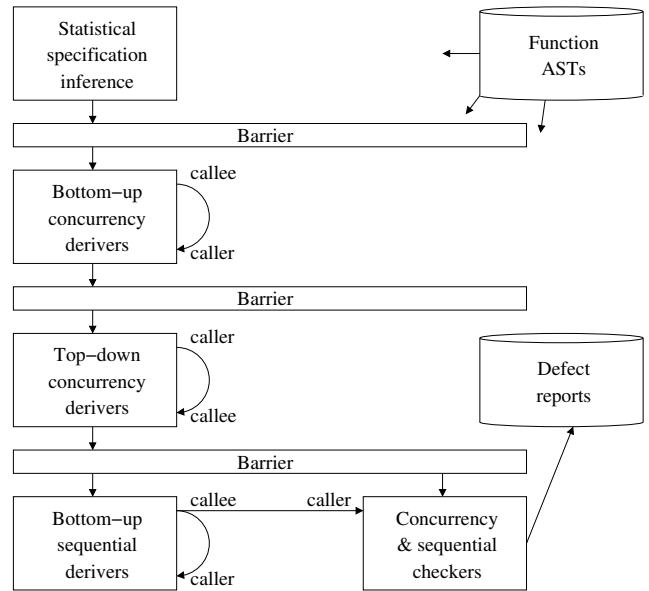 Statistical
specification
inference
Function
ASTs
Barrier
Bottom−up
concurrency
derivers
callee
caller
Barrier
Top−down
concurrency
derivers
caller
callee
Defect
reports
Barrier
Bottom−up
sequential
derivers
callee
caller
caller
Concurrency
& sequential
checkers